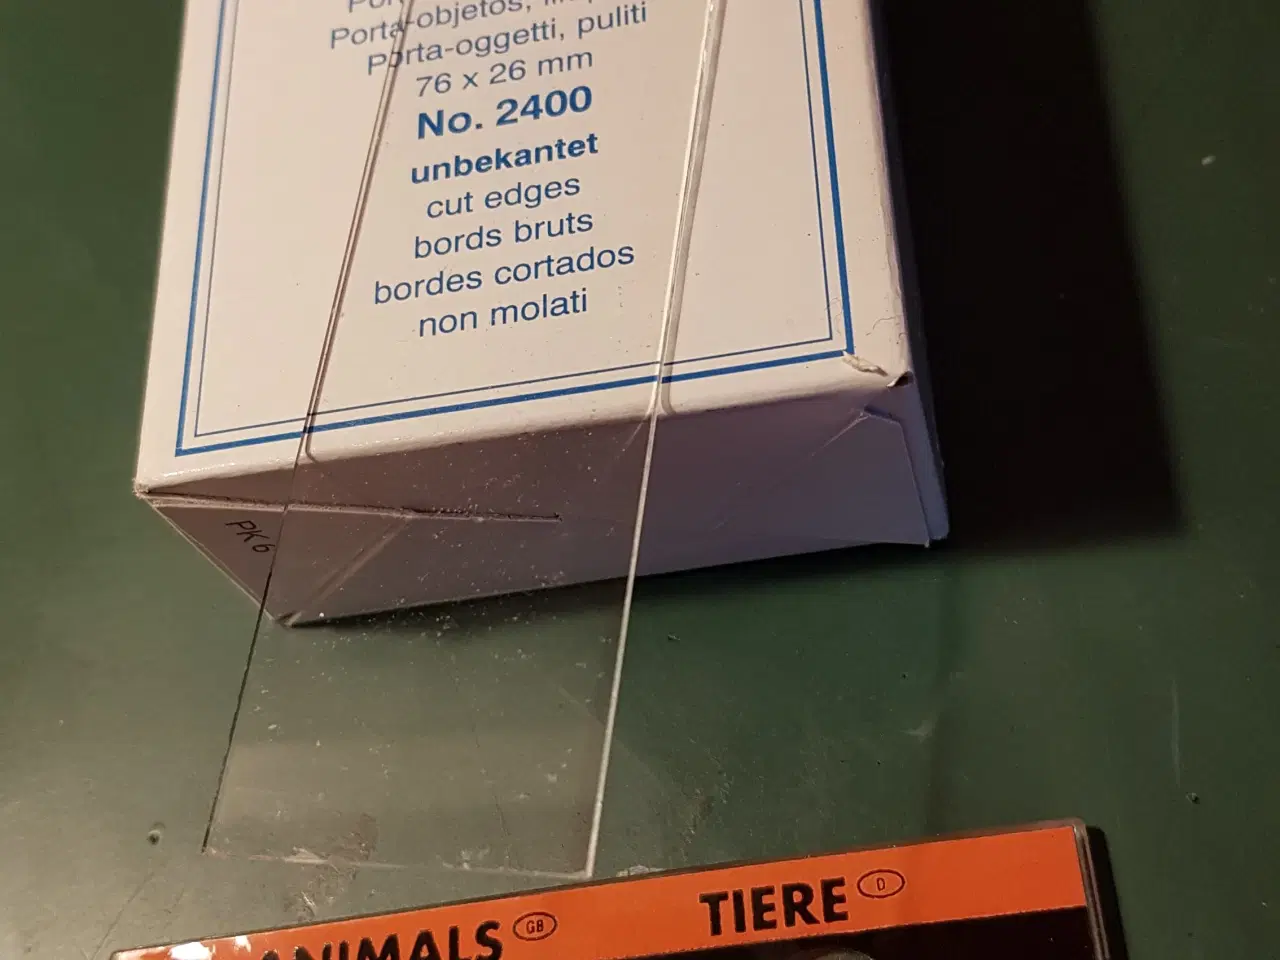 Porta-objetos,
Porta-oggetti, puliti
76 x 26 mm
No. 2400
unbekantet
cut edges
bords bruts
bordes cortados
non molati
PK6
ANIMALS GB
TIERE D